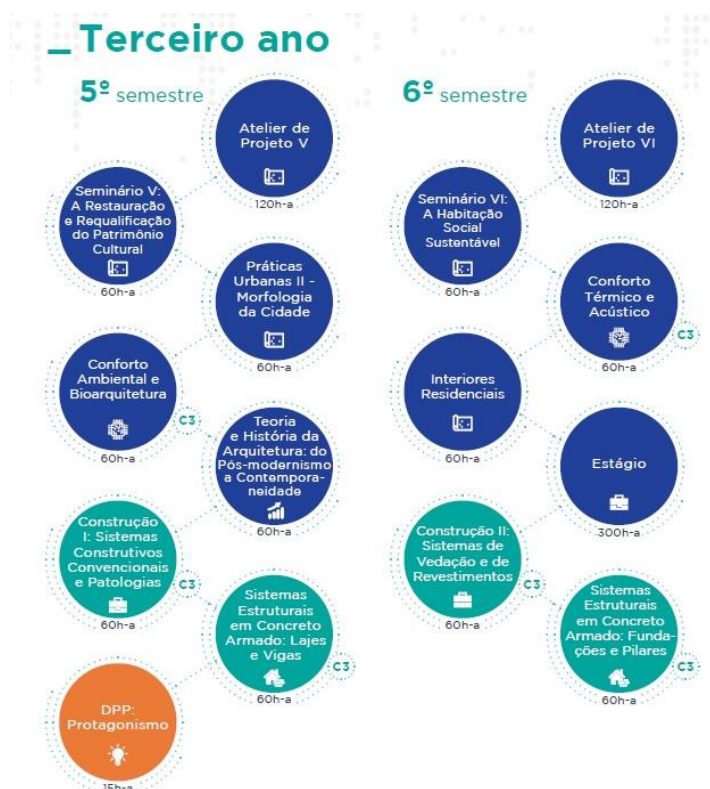 _ Terceiro ano
5º semestre
Atelier de
Projeto V
120h-a
Seminário V:
A Restauração
e Requalificação
do Patrimônio
Cultural
60h-a
Práticas
Urbanas II -
Morfologia
da Cidade
60h-a
Conforto
Ambiental e
Bioarquitetura
C3
60h-a
Teoria
e História da
Arquitetura: do
Pós-modernismo
a Contempora-
neidade
60h-a
Construção
I: Sistemas
Construtivos
Convencionais
e Patologias
C3
60h-a
Sistemas
Estruturais
em Concreto
Armado: Lajes
e Vigas
C3
60h-a
DPP:
Protagonismo
15h-a
6º semestre
Atelier de
Projeto VI
120h-a
Seminário VI:
A Habitação
Social
Sustentável
60h-a
Conforto
Térmico e
Acústico
C3
60h-a
Interiores
Residenciais
60h-a
Estágio
300h-a
Construção II:
Sistemas de
Vedação e de
Revestimentos
C3
60h-a
Sistemas
Estruturais
em Concreto
Armado: Funda-
ções e Pilares
C3
60h-a